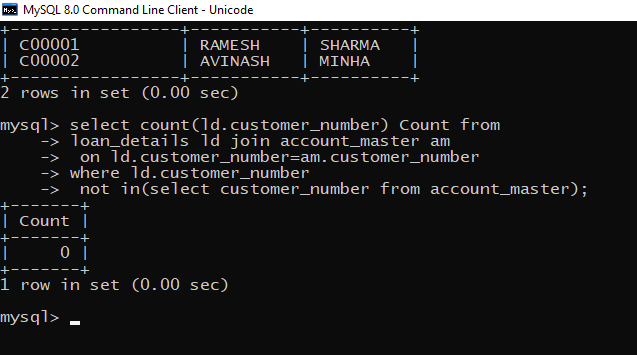 MySQL 8.0 Command Line Client - Unicode
+-----------------+-----------+----------+
| C00001          | RAMESH    | SHARMA   |
| C00002          | AVINASH   | MINHA    |
+-----------------+-----------+----------+
2 rows in set (0.00 sec)
mysql> select count(ld.customer_number) Count from
    -> loan_details ld join account_master am
    ->  on ld.customer_number=am.customer_number
    -> where ld.customer_number
    ->  not in(select customer_number from account_master);
+-------+
| Count |
+-------+
|     0 |
+-------+
1 row in set (0.00 sec)
mysql> _